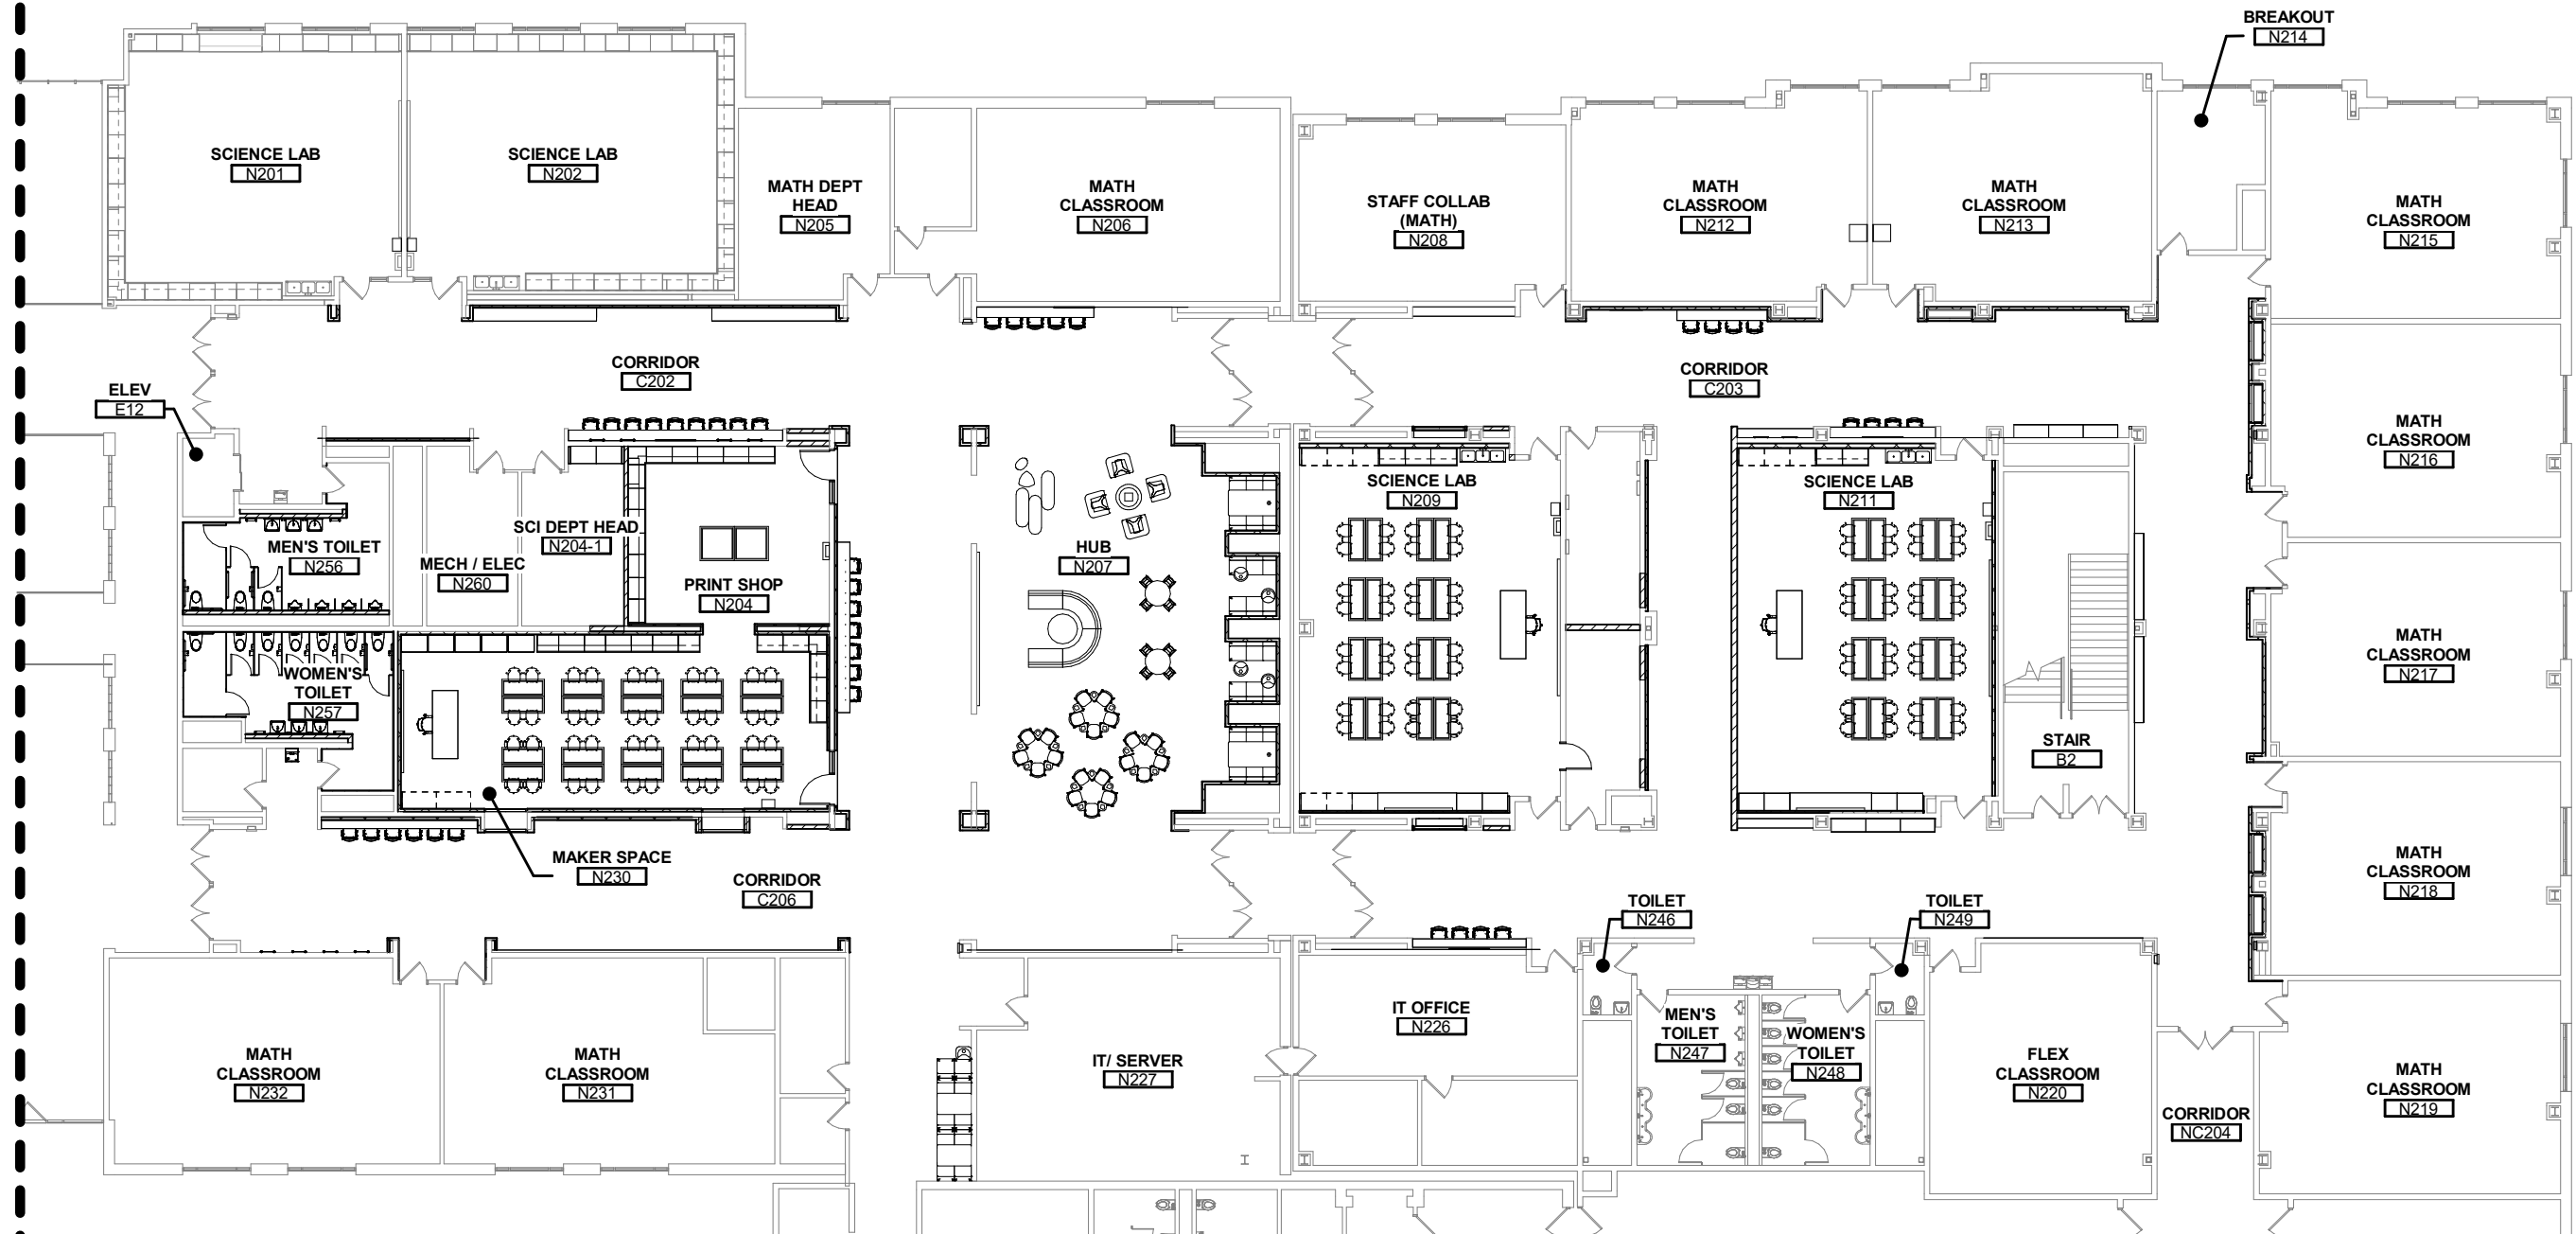 BREAKOUT
N214
SCIENCE LAB
N201
SCIENCE LAB
N202
MATH DEPT
HEAD
N205
MATH
CLASSROOM
N206
STAFF COLLAB
(MATH)
N208
MATH
CLASSROOM
N212
MATH
CLASSROOM
N213
MATH
CLASSROOM
N215
CORRIDOR
C202
CORRIDOR
C203
ELEV
E12
MATH
CLASSROOM
N216
SCIENCE LAB
N209
SCIENCE LAB
N211
SCI DEPT HEAD
N204-1
MEN'S TOILET
N256
MECH / ELEC
N260
HUB
N207
PRINT SHOP
N204
MATH
CLASSROOM
N217
WOMEN'S
TOILET
N257
STAIR
B2
MAKER SPACE
N230
CORRIDOR
C206
MATH
CLASSROOM
N218
TOILET
N246
TOILET
N249
IT OFFICE
N226
MEN'S
TOILET
N247
WOMEN'S
TOILET
N248
MATH
CLASSROOM
N232
MATH
CLASSROOM
N231
IT/ SERVER
N227
FLEX
CLASSROOM
N220
MATH
CLASSROOM
N219
CORRIDOR
NC204